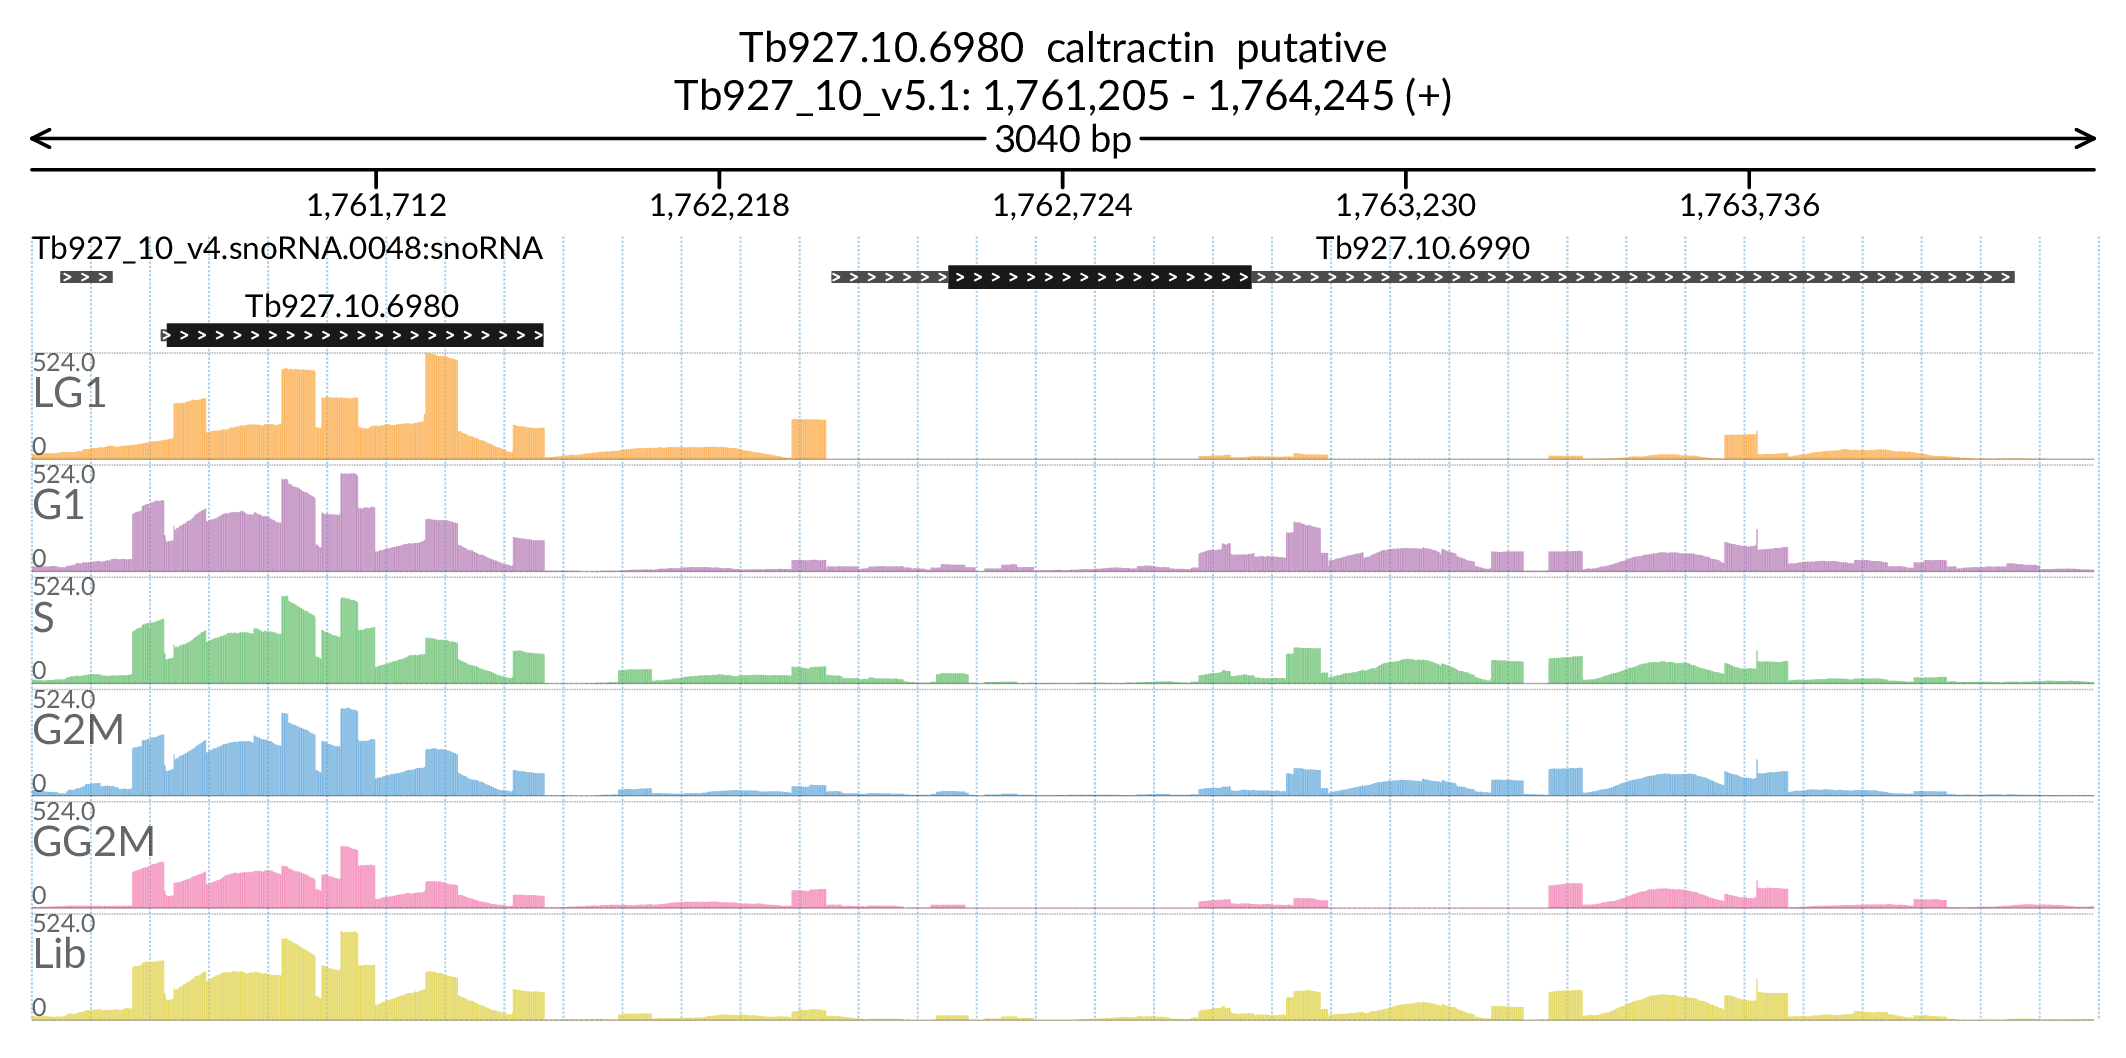 Tb927.10.6980 caltractin putative
Tb927_10_v5.1: 1,761,205 - 1,764,245 (+)
3040 bp
1,761,712 1,762,218 1,762,724 1,763,230 1,763,736
Tb927_10_v4.snoRNA.0048:snoRNA Tb927.10.6990
Tb927.10.6980
524.0
LG1
0
524.0
G1
0
524.0
S
0
524.0
G2M
0
524.0
GG2M
0
524.0
Lib
0